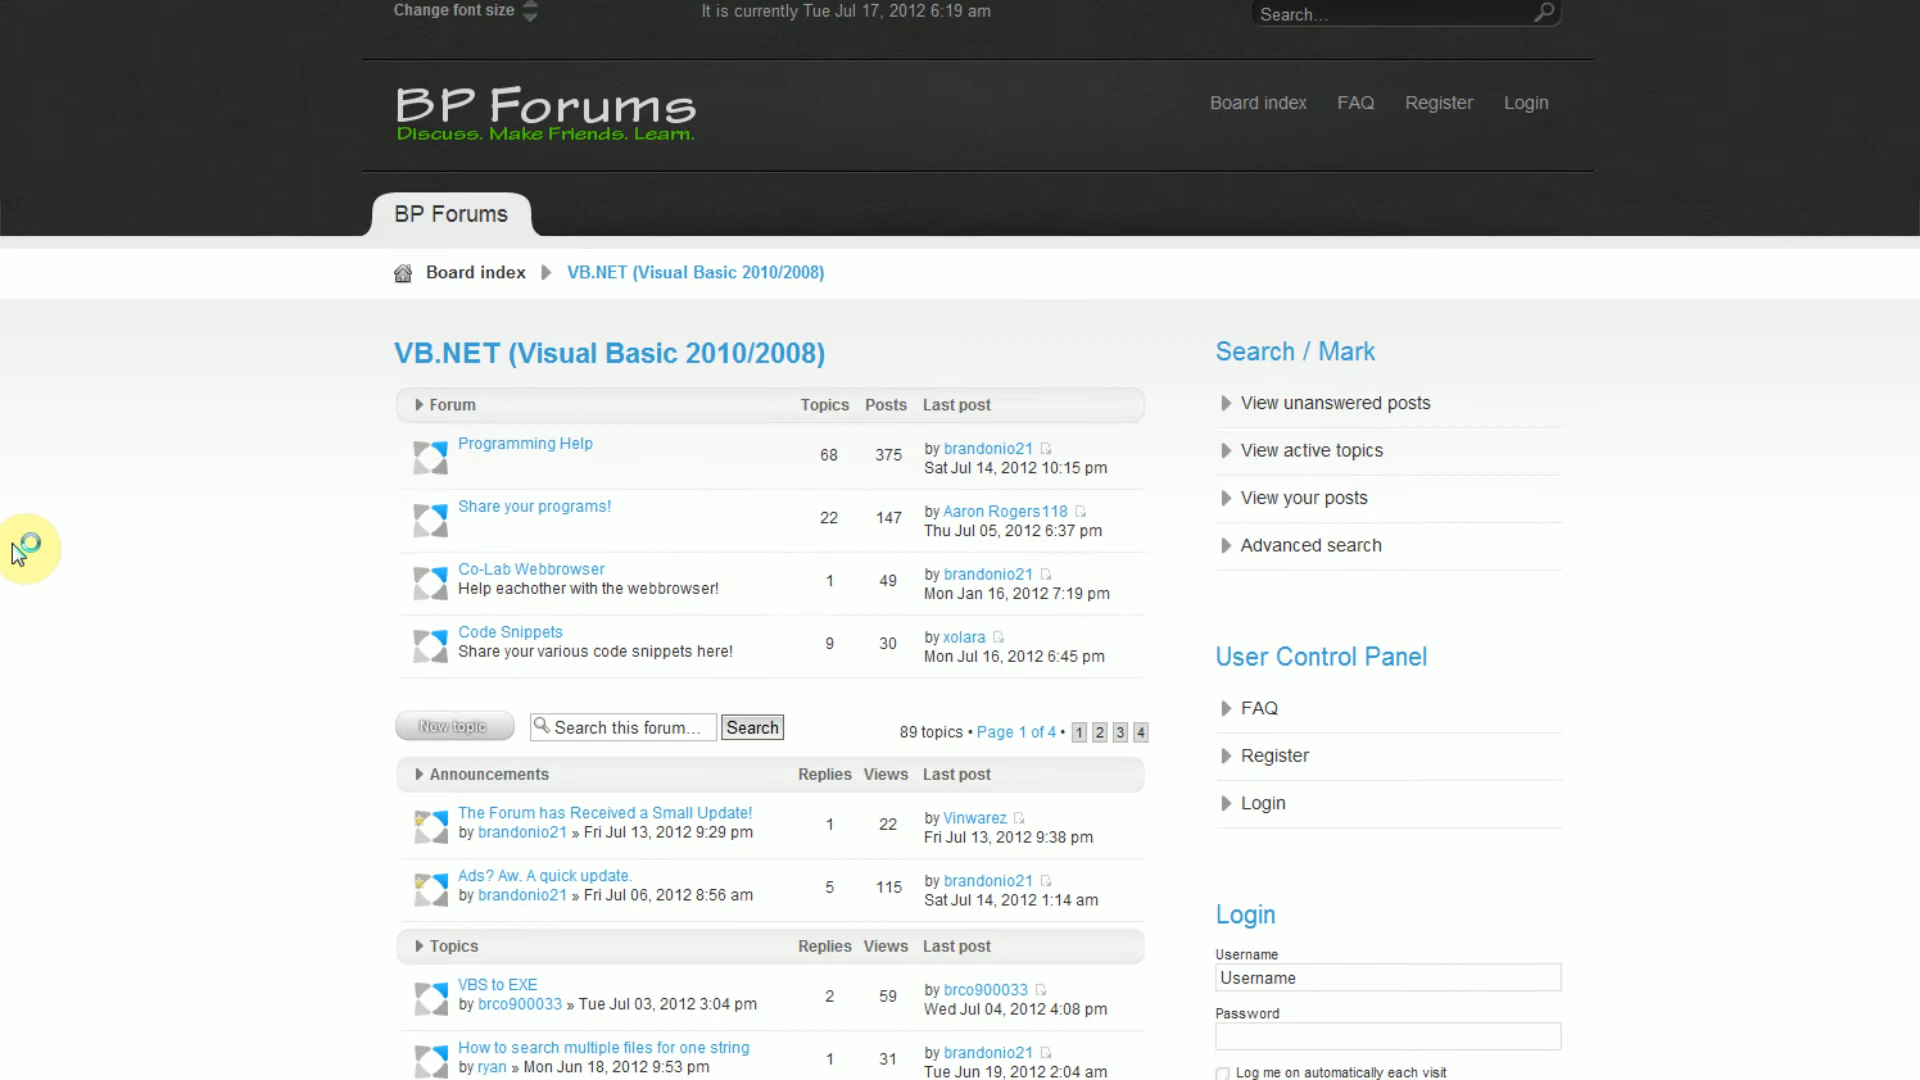 Change font size
It is currently Tue Jul 17, 2012 6:19 am
Search...
BP Forums
Discuss. Make Friends. Learn.
Board index FAQ Register Login
BP Forums
Board index VB.NET (Visual Basic 2010/2008)
VB.NET (Visual Basic 2010/2008)
Forum Topics Posts Last post
Programming Help 68 375 by brandonio21
Sat Jul 14, 2012 10:15 pm
Share your programs! 22 147 by Aaron Rogers118
Thu Jul 05, 2012 6:37 pm
Co-Lab Webbrowser 1 49 by brandonio21
Help eachother with the webbrowser! Mon Jan 16, 2012 7:19 pm
Code Snippets 9 30 by xolara
Share your various code snippets here! Mon Jul 16, 2012 6:45 pm
New topic Search this forum... Search 89 topics • Page 1 of 4 • 1 2 3 4
Announcements Replies Views Last post
The Forum has Received a Small Update! 1 22 by Vinwarez
by brandonio21 » Fri Jul 13, 2012 9:29 pm Fri Jul 13, 2012 9:38 pm
Ads? Aw. A quick update. 5 115 by brandonio21
by brandonio21 » Fri Jul 06, 2012 8:56 am Sat Jul 14, 2012 1:14 am
Topics Replies Views Last post
VBS to EXE 2 59 by brco900033
by brco900033 » Tue Jul 03, 2012 3:04 pm Wed Jul 04, 2012 4:08 pm
How to search multiple files for one string 1 31 by brandonio21
by ryan » Mon Jun 18, 2012 9:53 pm Tue Jun 19, 2012 2:04 am
Search / Mark
View unanswered posts
View active topics
View your posts
Advanced search
User Control Panel
FAQ
Register
Login
Login
Username
Username
Password
Log me on automatically each visit